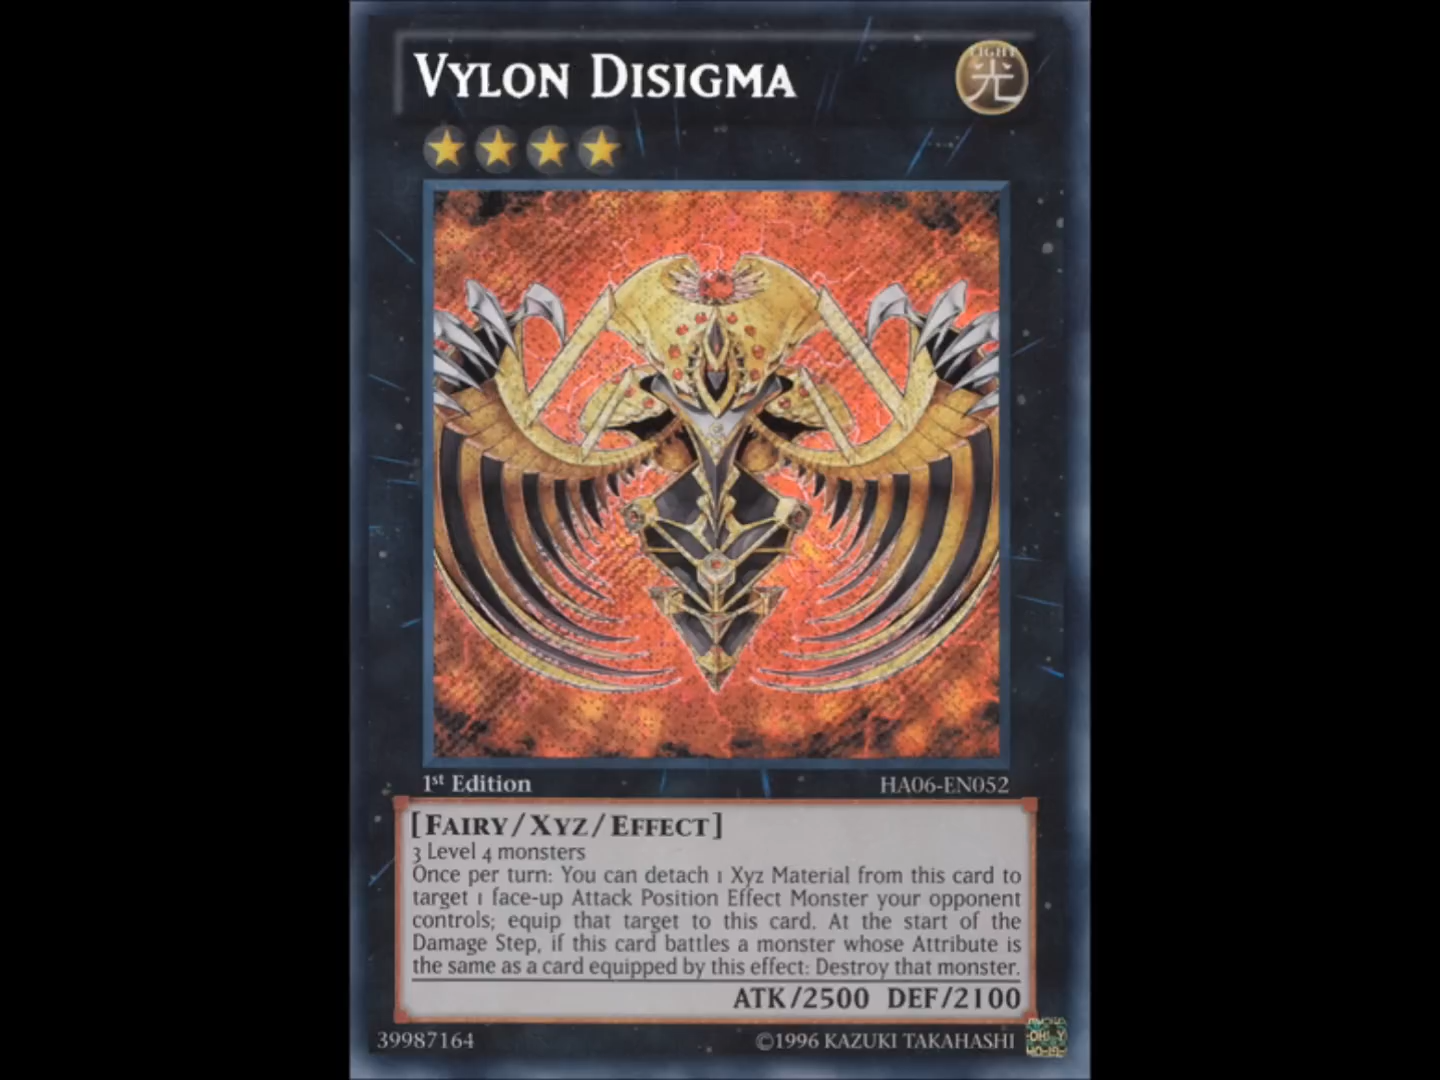 VYLON DISIGMA
LIGHT
光
1st Edition
HA06-EN052
[FAIRY/XYZ/EFFECT]
3 Level 4 monsters
Once per turn: You can detach 1 Xyz Material from this card to
target 1 face-up Attack Position Effect Monster your opponent
controls; equip that target to this card. At the start of the
Damage Step, if this card battles a monster whose Attribute is
the same as a card equipped by this effect: Destroy that monster.
ATK/2500 DEF/2100
39987164
©1996 KAZUKI TAKAHASHI